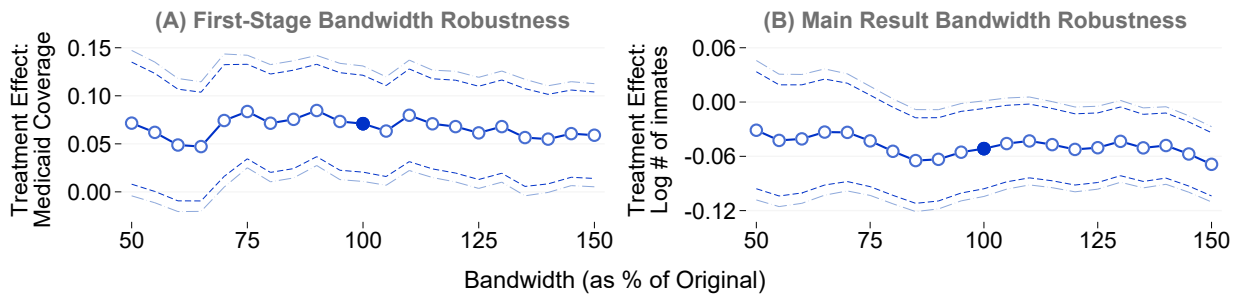 (A) First-Stage Bandwidth Robustness
Treatment Effect:
Medicaid Coverage
0.15
0.10
0.05
0.00
50
75
100
125
150
(B) Main Result Bandwidth Robustness
Treatment Effect:
Log # of inmates
0.06
0.00
-0.06
-0.12
50
75
100
125
150
Bandwidth (as % of Original)